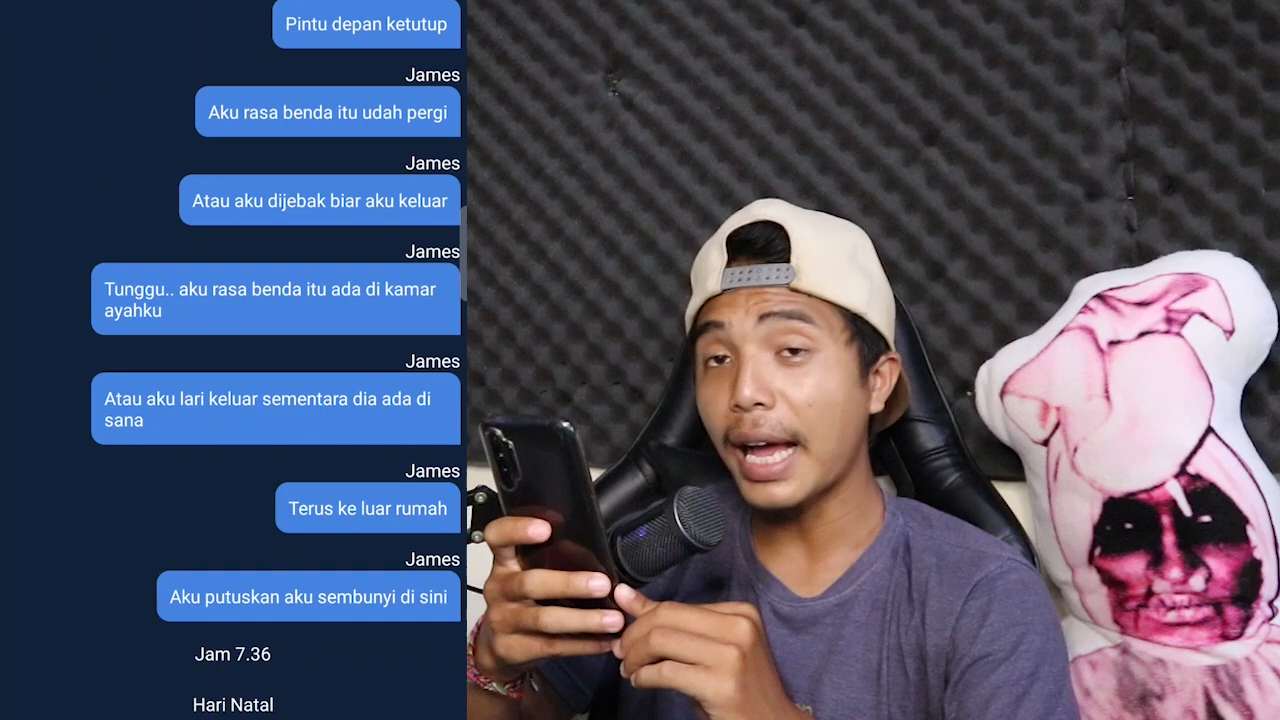 Pintu depan ketutup
James
Aku rasa benda itu udah pergi
James
Atau aku dijebak biar aku keluar
James
Tunggu.. aku rasa benda itu ada di kamar
ayahku
James
Atau aku lari keluar sementara dia ada di
sana
James
Terus ke luar rumah
James
Aku putuskan aku sembunyi di sini
Jam 7.36
Hari Natal